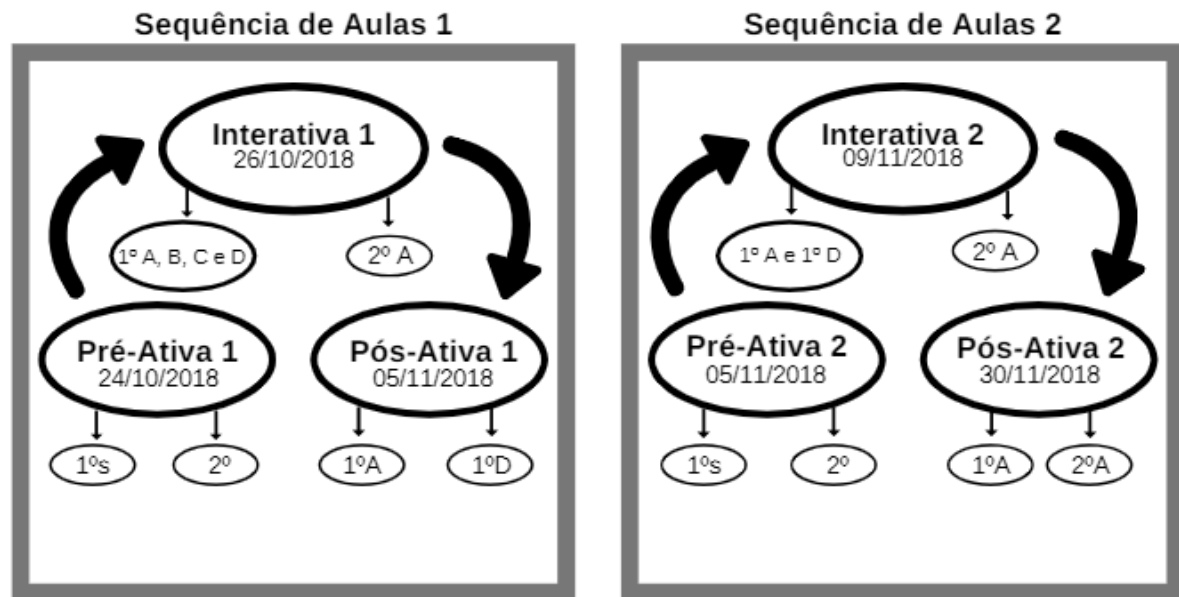 Sequência de Aulas 1
Interativa 1
26/10/2018
1º A, B, C e D
2º A
Pré-Ativa 1
24/10/2018
Pós-Ativa 1
05/11/2018
1ºs
2º
1ºA
1ºD
Sequência de Aulas 2
Interativa 2
09/11/2018
1º A e 1º D
2º A
Pré-Ativa 2
05/11/2018
Pós-Ativa 2
30/11/2018
1ºs
2º
1ºA
2ºA